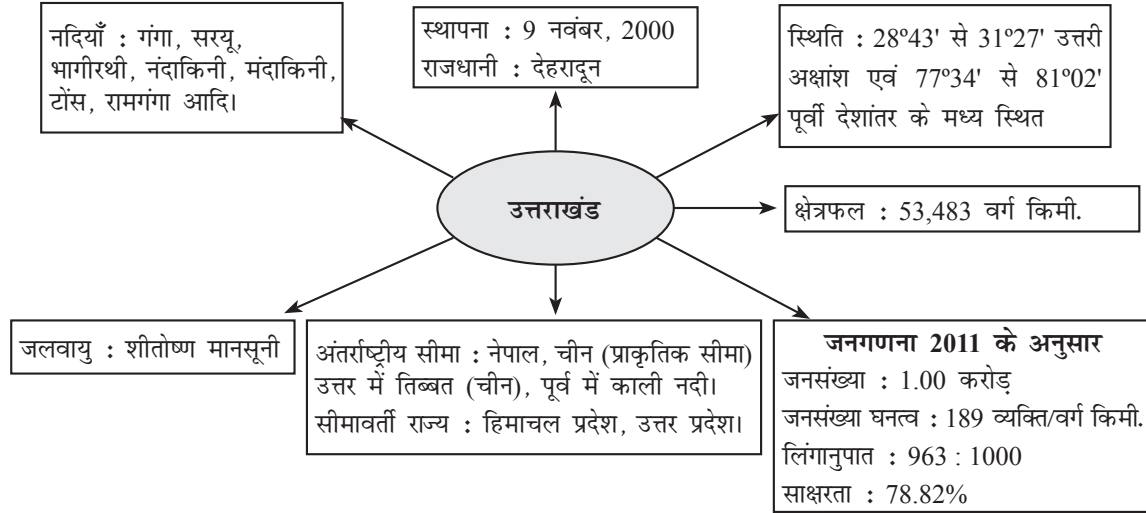 नदियाँ : गंगा, सरयू,
भागीरथी, नंदाकिनी, मंदाकिनी,
टोंस, रामगंगा आदि।
स्थापना : 9 नवंबर, 2000
राजधानी : देहरादून
स्थिति : 28º43' से 31º27' उत्तरी
अक्षांश एवं 77º34' से 81º02'
पूर्वी देशांतर के मध्य स्थित
उत्तराखंड
क्षेत्रफल : 53,483 वर्ग किमी.
जलवायु : शीतोष्ण मानसूनी
अंतर्राष्ट्रीय सीमा : नेपाल, चीन (प्राकृतिक सीमा)
उत्तर में तिब्बत (चीन), पूर्व में काली नदी।
सीमावर्ती राज्य : हिमाचल प्रदेश, उत्तर प्रदेश।
जनगणना 2011 के अनुसार
जनसंख्या : 1.00 करोड़
जनसंख्या घनत्व : 189 व्यक्ति/वर्ग किमी.
लिंगानुपात : 963 : 1000
साक्षरता : 78.82%